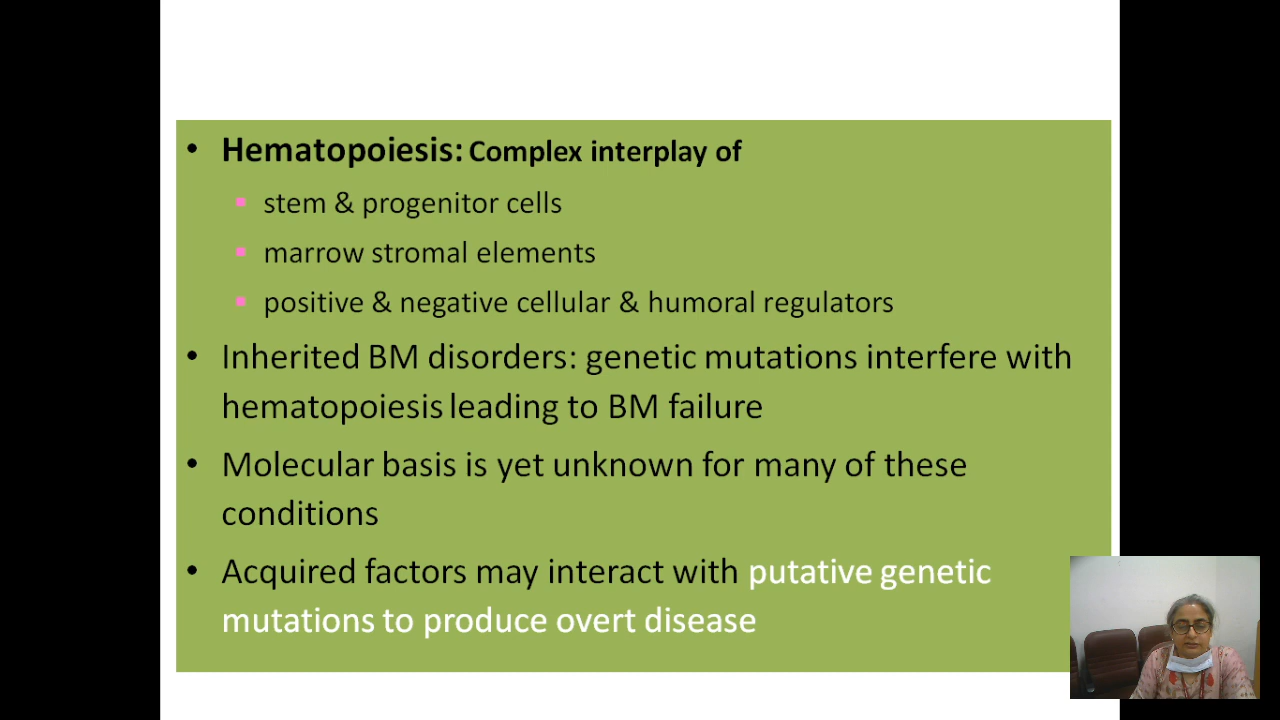 • Hematopoiesis: Complex interplay of
▪ stem & progenitor cells
▪ marrow stromal elements
▪ positive & negative cellular & humoral regulators
• Inherited BM disorders: genetic mutations interfere with
hematopoiesis leading to BM failure
• Molecular basis is yet unknown for many of these
conditions
• Acquired factors may interact with putative genetic
mutations to produce overt disease